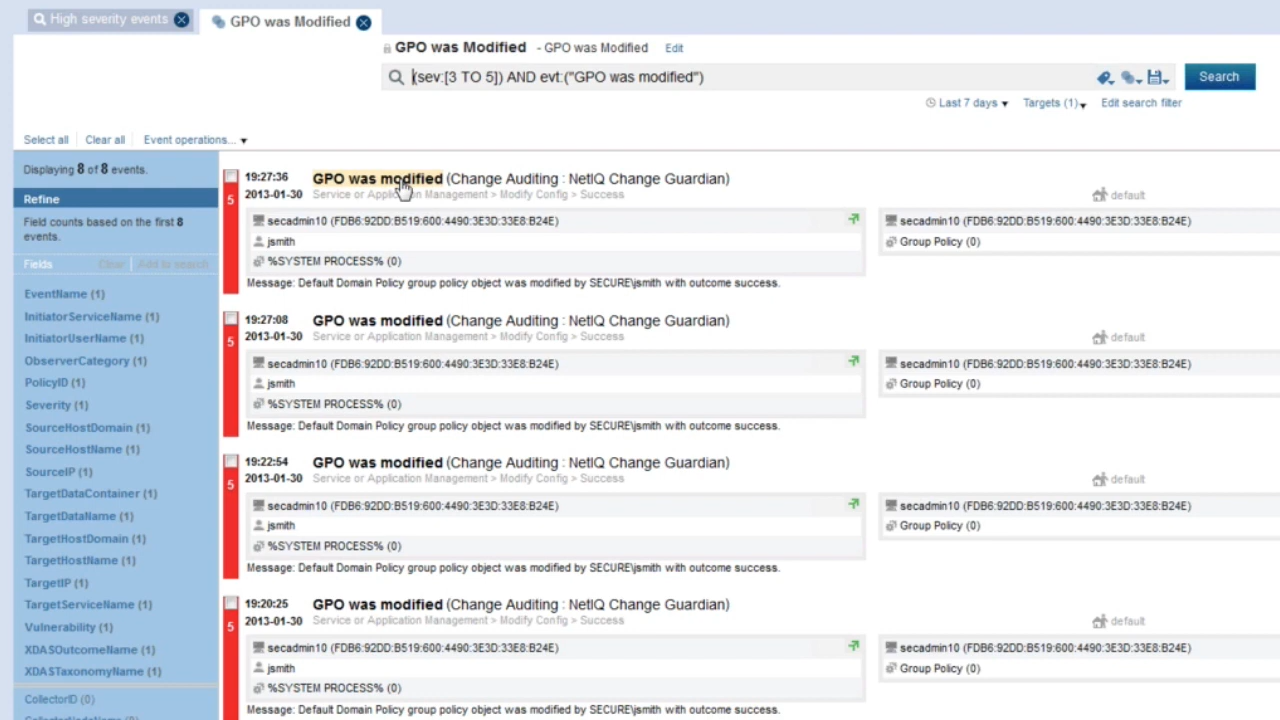 High severity events
GPO was Modified
GPO was Modified - GPO was Modified Edit
(sev:[3 TO 5]) AND evt:("GPO was modified")
Search
Last 7 days Targets (1) Edit search filter
Select all Clear all Event operations...
Displaying 8 of 8 events.
Refine
Field counts based on the first 8
events.
Fields Clear Add to search
EventName (1)
InitiatorServiceName (1)
InitiatorUserName (1)
ObserverCategory (1)
PolicyID (1)
Severity (1)
SourceHostDomain (1)
SourceHostName (1)
SourceIP (1)
TargetDataContainer (1)
TargetDataName (1)
TargetHostDomain (1)
TargetHostName (1)
TargetIP (1)
TargetServiceName (1)
Vulnerability (1)
XDASOutcomeName (1)
XDASTaxonomyName (1)
CollectorID (0)
CollectorNodeName (0)
5
19:27:36 GPO was modified (Change Auditing : NetIQ Change Guardian)
2013-01-30 Service or Application Management > Modify Config > Success
default
secadmin10 (FDB6:92DD:B519:600:4490:3E3D:33E8:B24E)
jsmith
%SYSTEM PROCESS% (0)
secadmin10 (FDB6:92DD:B519:600:4490:3E3D:33E8:B24E)
Group Policy (0)
Message: Default Domain Policy group policy object was modified by SECURE\jsmith with outcome success.
5
19:27:08 GPO was modified (Change Auditing : NetIQ Change Guardian)
2013-01-30 Service or Application Management > Modify Config > Success
default
secadmin10 (FDB6:92DD:B519:600:4490:3E3D:33E8:B24E)
jsmith
%SYSTEM PROCESS% (0)
secadmin10 (FDB6:92DD:B519:600:4490:3E3D:33E8:B24E)
Group Policy (0)
Message: Default Domain Policy group policy object was modified by SECURE\jsmith with outcome success.
5
19:22:54 GPO was modified (Change Auditing : NetIQ Change Guardian)
2013-01-30 Service or Application Management > Modify Config > Success
default
secadmin10 (FDB6:92DD:B519:600:4490:3E3D:33E8:B24E)
jsmith
%SYSTEM PROCESS% (0)
secadmin10 (FDB6:92DD:B519:600:4490:3E3D:33E8:B24E)
Group Policy (0)
Message: Default Domain Policy group policy object was modified by SECURE\jsmith with outcome success.
5
19:20:25 GPO was modified (Change Auditing : NetIQ Change Guardian)
2013-01-30 Service or Application Management > Modify Config > Success
default
secadmin10 (FDB6:92DD:B519:600:4490:3E3D:33E8:B24E)
jsmith
%SYSTEM PROCESS% (0)
secadmin10 (FDB6:92DD:B519:600:4490:3E3D:33E8:B24E)
Group Policy (0)
Message: Default Domain Policy group policy object was modified by SECURE\jsmith with outcome success.